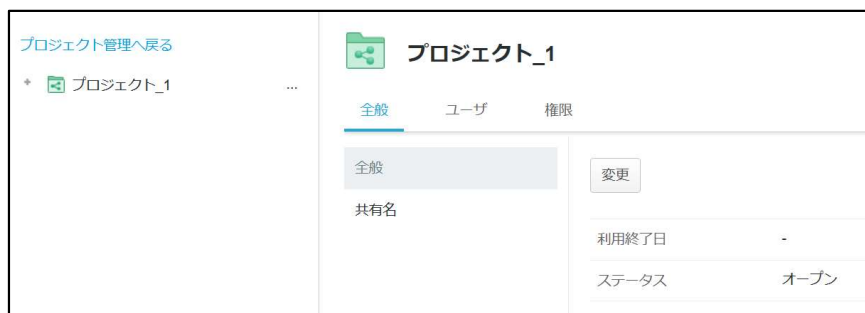 プロジェクト管理へ戻る
プロジェクト_1 ...
プロジェクト_1
全般 ユーザ 権限
全般
共有名
変更
利用終了日 -
ステータス オープン